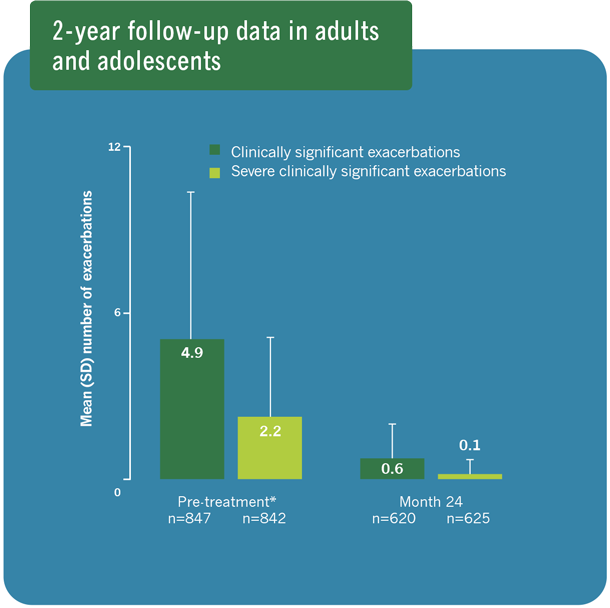 2-year follow-up data in adults
and adolescents
12
Clinically significant exacerbations
Severe clinically significant exacerbations
Mean (SD) number of exacerbations
6
4.9
2.2
0.6
0.1
0
Pre-treatment*
Month 24
n=847
n=842
n=620
n=625